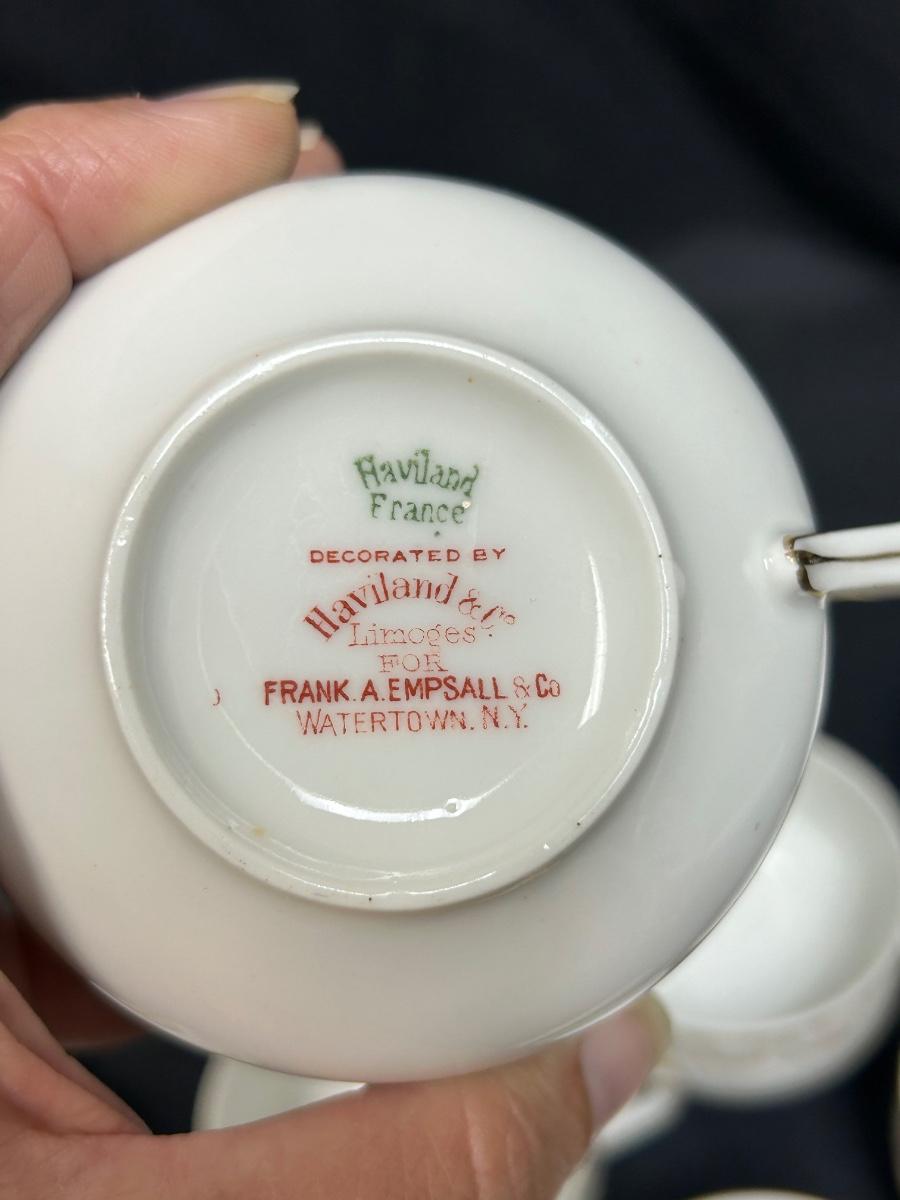 Haviland
France
DECORATED BY
Haviland & Co
Limoges
FOR
FRANK. A. EMPSALL & Co
WATERTOWN. N.Y.